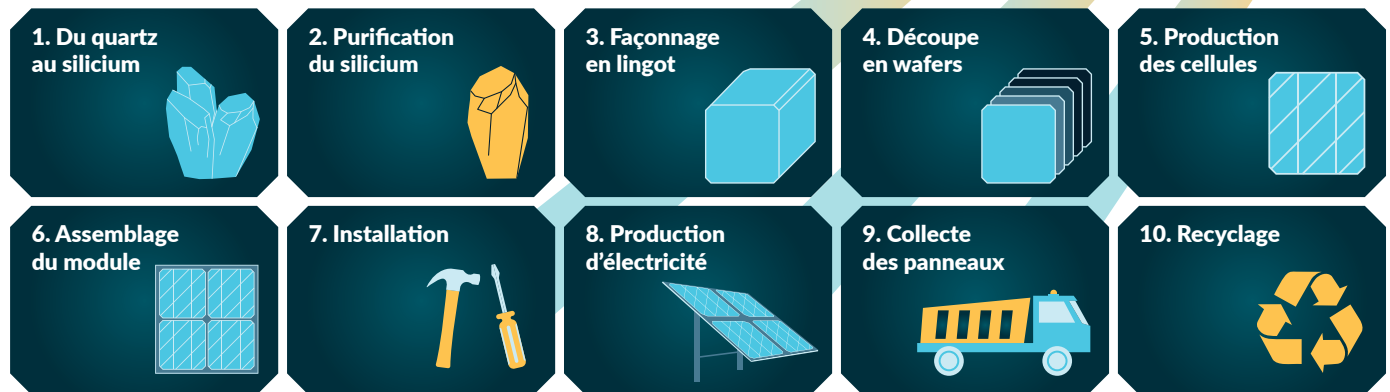 1. Du quartz
au silicium
2. Purification
du silicium
3. Façonnage
en lingot
4. Découpe
en wafers
5. Production
des cellules
6. Assemblage
du module
7. Installation
8. Production
d’électricité
9. Collecte
des panneaux
10. Recyclage